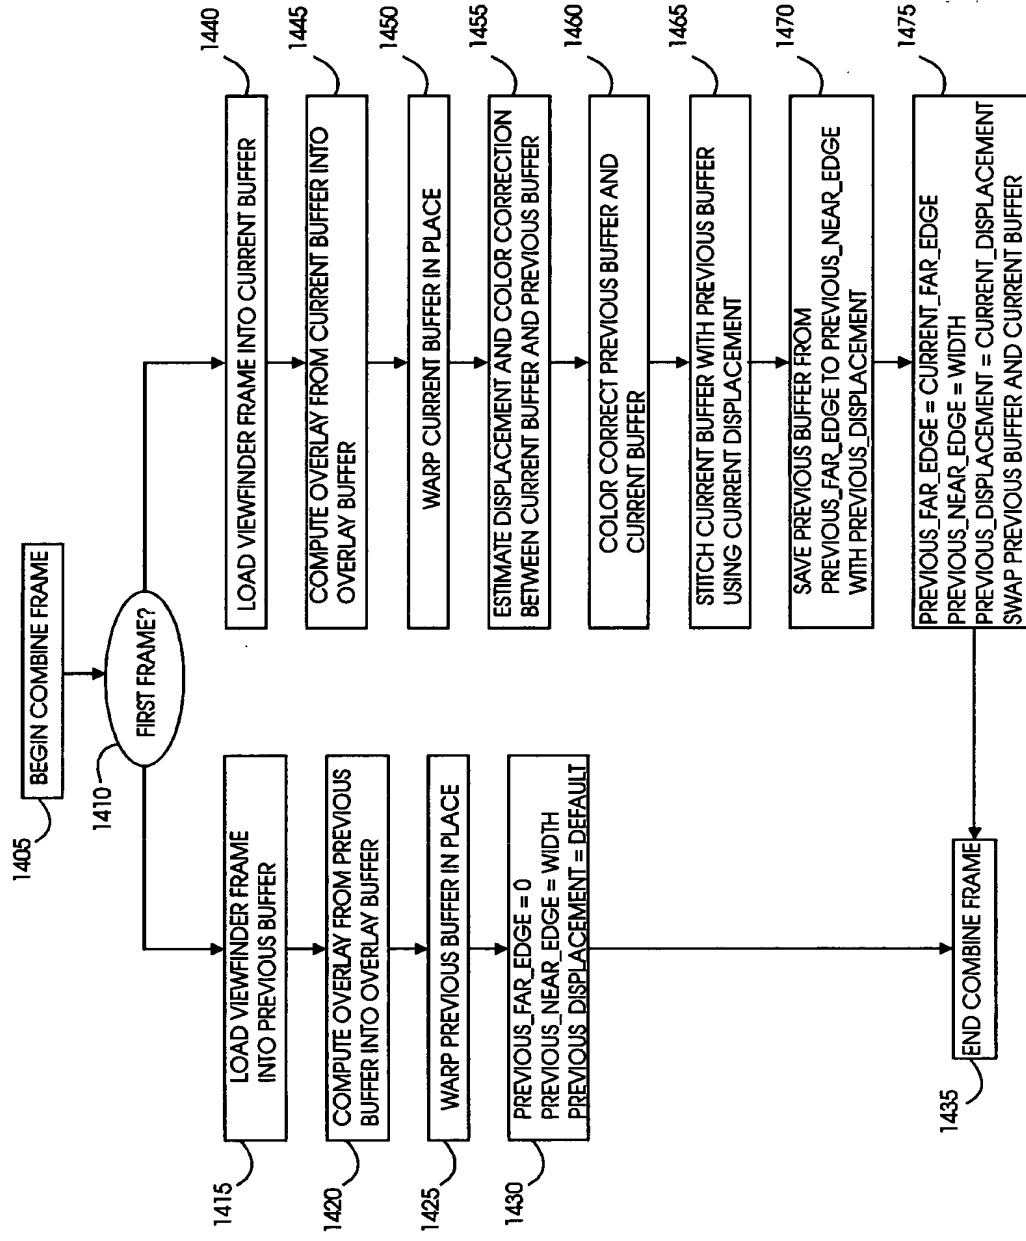 BEGIN COMBINE FRAME
1405
FIRST FRAME?
1410
LOAD VIEWFINDER FRAME
INTO PREVIOUS BUFFER
1415
COMPUTE OVERLAY FROM PREVIOUS
BUFFER INTO OVERLAY BUFFER
1420
WARP PREVIOUS BUFFER IN PLACE
1425
PREVIOUS_FAR_EDGE = 0
PREVIOUS_NEAR_EDGE = WIDTH
PREVIOUS_DISPLACEMENT = DEFAULT
1430
END COMBINE FRAME
1435
LOAD VIEWFINDER FRAME INTO CURRENT BUFFER
1440
COMPUTE OVERLAY FROM CURRENT BUFFER INTO
OVERLAY BUFFER
1445
WARP CURRENT BUFFER IN PLACE
1450
ESTIMATE DISPLACEMENT AND COLOR CORRECTION
BETWEEN CURRENT BUFFER AND PREVIOUS BUFFER
1455
COLOR CORRECT PREVIOUS BUFFER AND
CURRENT BUFFER
1460
STITCH CURRENT BUFFER WITH PREVIOUS BUFFER
USING CURRENT DISPLACEMENT
1465
SAVE PREVIOUS BUFFER FROM
PREVIOUS_FAR_EDGE TO PREVIOUS_NEAR_EDGE
WITH PREVIOUS_DISPLACEMENT
1470
PREVIOUS_FAR_EDGE = CURRENT_FAR_EDGE
PREVIOUS_NEAR_EDGE = WIDTH
PREVIOUS_DISPLACEMENT = CURRENT_DISPLACEMENT
SWAP PREVIOUS BUFFER AND CURRENT BUFFER
1475